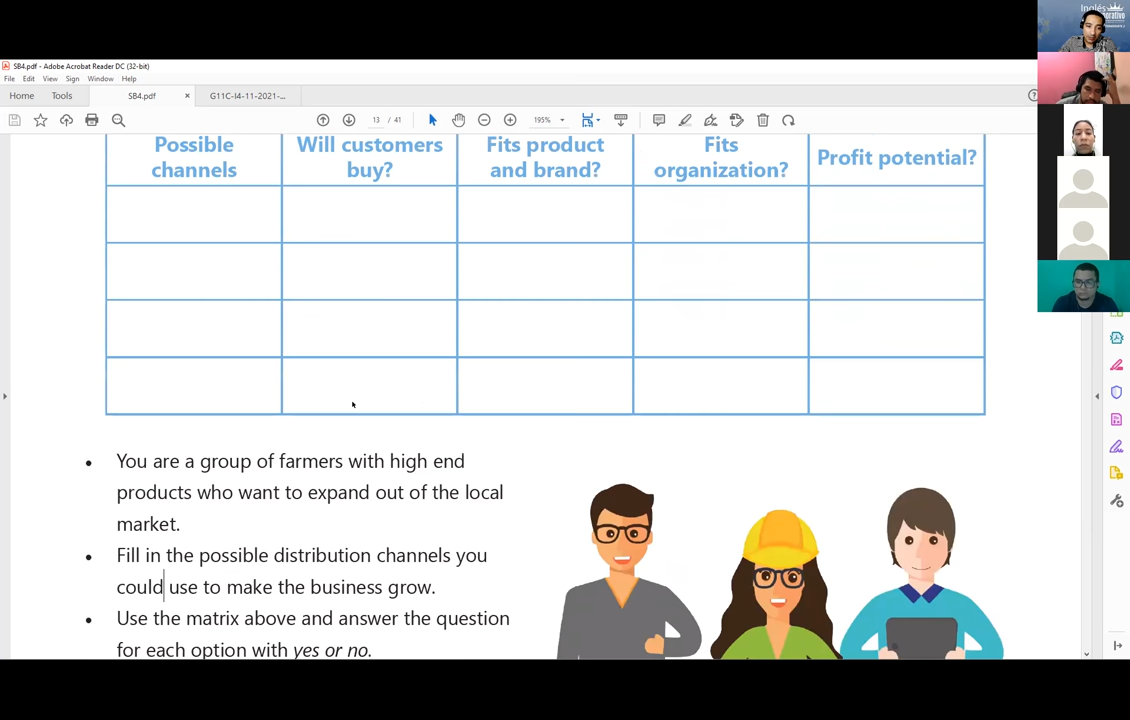 Inglés
orativo
SB4.pdf - Adobe Acrobat Reader DC (32-bit)
File Edit View Sign Window Help
Home Tools SB4.pdf × G11C-I4-11-2021-...
13 / 41 195%
Possible channels
Will customers buy?
Fits product and brand?
Fits organization?
Profit potential?
• You are a group of farmers with high end
products who want to expand out of the local
market.
• Fill in the possible distribution channels you
could use to make the business grow.
• Use the matrix above and answer the question
for each option with yes or no.